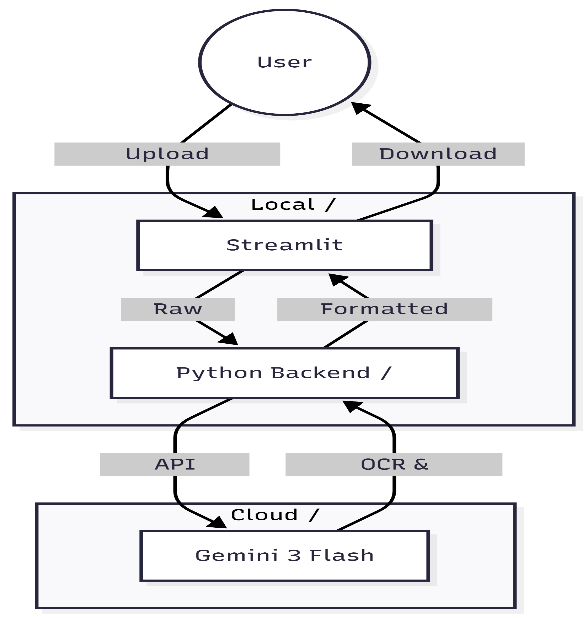 User
Upload
Download
Local /
Streamlit
Raw
Formatted
Python Backend /
API
OCR &
Cloud /
Gemini 3 Flash